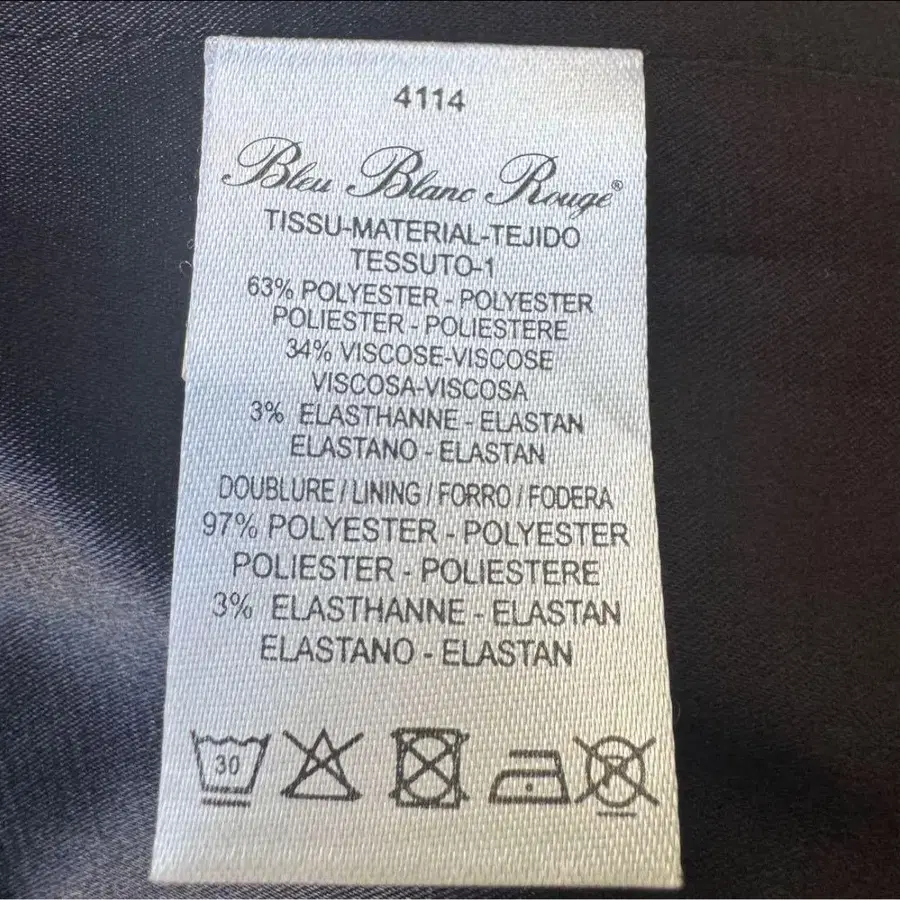 4114
Bleu Blanc Rouge®
TISSU-MATERIAL-TEJIDO
TESSUTO-1
63% POLYESTER - POLYESTER
POLIESTER - POLIESTERE
34% VISCOSE-VISCOSE
VISCOSA-VISCOSA
3% ELASTHANNE - ELASTAN
ELASTANO - ELASTAN
DOUBLURE / LINING / FORRO / FODERA
97% POLYESTER - POLYESTER
POLIESTER - POLIESTERE
3% ELASTHANNE - ELASTAN
ELASTANO - ELASTAN
30 P